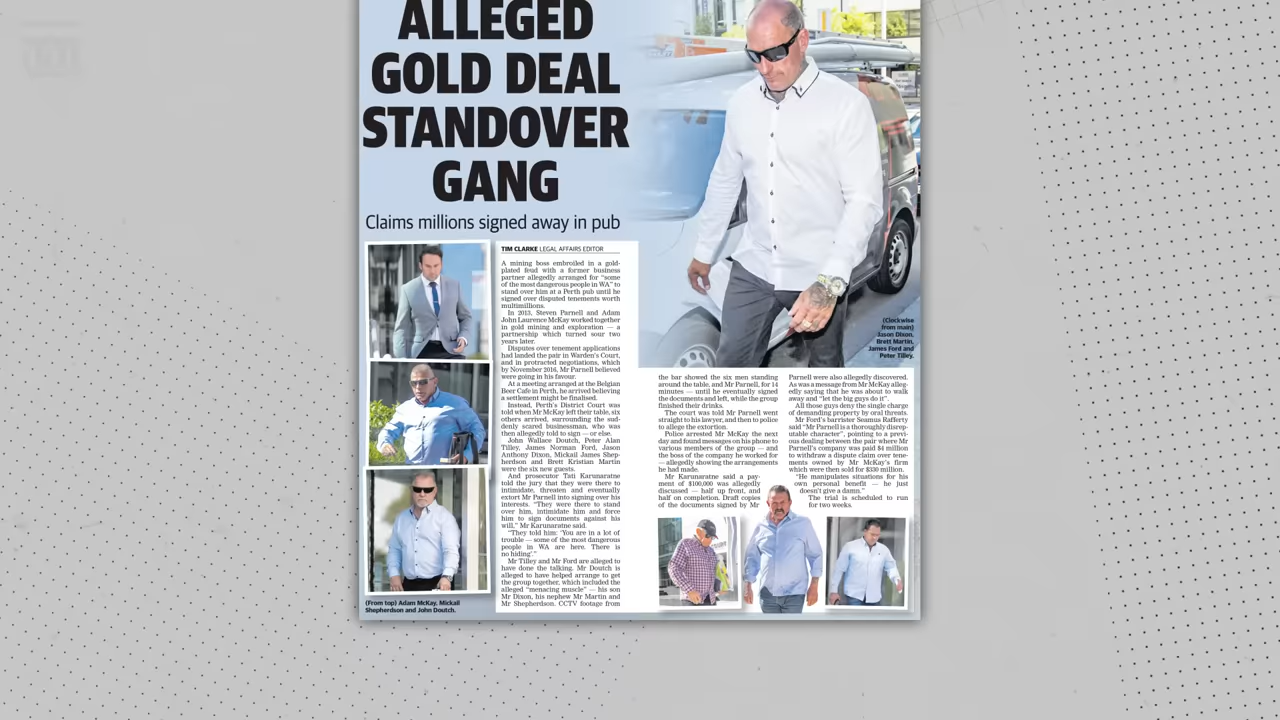 ALLEGED
GOLD DEAL
STANDOVER
GANG
Claims millions signed away in pub
TIM CLARKE LEGAL AFFAIRS EDITOR
A mining boss embroiled in a gold-
plated feud with a former business
partner allegedly arranged for “some
of the most dangerous people in WA” to
stand over him at a Perth pub until he
signed over disputed tenements worth
multimillions.
In 2013, Steven Parnell and Adam
John Laurence McKay worked together
in gold mining and exploration — a
partnership which turned sour two
years later.
Disputes over tenement applications
had landed the pair in Warden’s Court,
and in protracted negotiations, which
by November 2016, Mr Parnell believed
were going in his favour.
At a meeting arranged at the Belgian
Beer Cafe in Perth, he arrived believing
a settlement might be finalised.
Instead, Perth’s District Court was
told when Mr McKay left their table, six
others arrived, surrounding the sud-
denly scared businessman, who was
then allegedly told to sign — or else.
John Wallace Doutch, Peter Alan
Tilley, James Norman Ford, Jason
Anthony Dixon, Mickail James Shep-
herdson and Brett Kristian Martin
were the six new guests.
And prosecutor Tati Karunaratne
told the jury that they were there to
intimidate, threaten and eventually
extort Mr Parnell into signing over his
interests. “They were there to stand
over him, intimidate him and force
him to sign documents against his
will,” Mr Karunaratne said.
“They told him: ‘You are in a lot of
trouble — some of the most dangerous
people in WA are here. There is
no hiding’.”
Mr Tilley and Mr Ford are alleged to
have done the talking. Mr Doutch is
alleged to have helped arrange to get
the group together, which included the
alleged “menacing muscle” — his son
Mr Dixon, his nephew Mr Martin and
Mr Shepherdson. CCTV footage from
the bar showed the six men standing
around the table, and Mr Parnell, for 14
minutes — until he eventually signed
the documents and left, while the group
finished their drinks.
The court was told Mr Parnell went
straight to his lawyer, and then to police
to allege the extortion.
Police arrested Mr McKay the next
day and found messages on his phone to
various members of the group — and
the boss of the company he worked for
— allegedly showing the arrangements
he had made.
Mr Karunaratne said a pay-
ment of $100,000 was allegedly
discussed — half up front, and
half on completion. Draft copies
of the documents signed by Mr
Parnell were also allegedly discovered.
As was a message from Mr McKay alleg-
edly saying that he was about to walk
away and “let the big guys do it”.
All those guys deny the single charge
of demanding property by oral threats.
Mr Ford’s barrister Seamus Rafferty
said “Mr Parnell is a thoroughly disrep-
utable character”, pointing to a previ-
ous dealing between the pair where Mr
Parnell’s company was paid $4 million
to withdraw a dispute claim over tene-
ments owned by Mr McKay’s firm
which were then sold for $330 million.
“He manipulates situations for his
own personal benefit — he just
doesn’t give a damn.”
The trial is scheduled to run
for two weeks.
(Clockwise
from main)
Jason Dixon,
Brett Martin,
James Ford and
Peter Tilley.
(From top) Adam McKay, Mickail
Shepherdson and John Doutch.